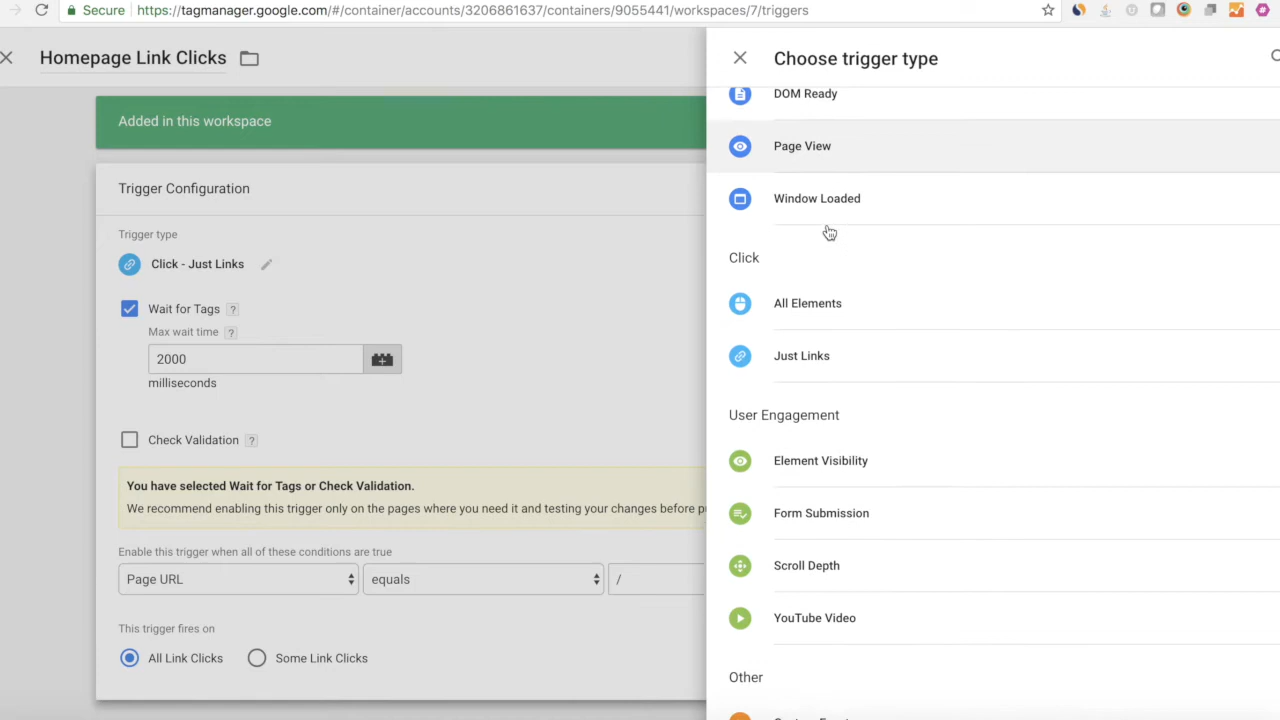 Secure https://tagmanager.google.com/#/container/accounts/3206861637/containers/9055441/workspaces/7/triggers
Homepage Link Clicks
Added in this workspace
Trigger Configuration
Trigger type
Click - Just Links
Wait for Tags ?
Max wait time ?
2000
milliseconds
Check Validation ?
You have selected Wait for Tags or Check Validation.
We recommend enabling this trigger only on the pages where you need it and testing your changes before
Enable this trigger when all of these conditions are true
Page URL equals /
This trigger fires on
All Link Clicks Some Link Clicks
Choose trigger type
DOM Ready
Page View
Window Loaded
Click
All Elements
Just Links
User Engagement
Element Visibility
Form Submission
Scroll Depth
YouTube Video
Other